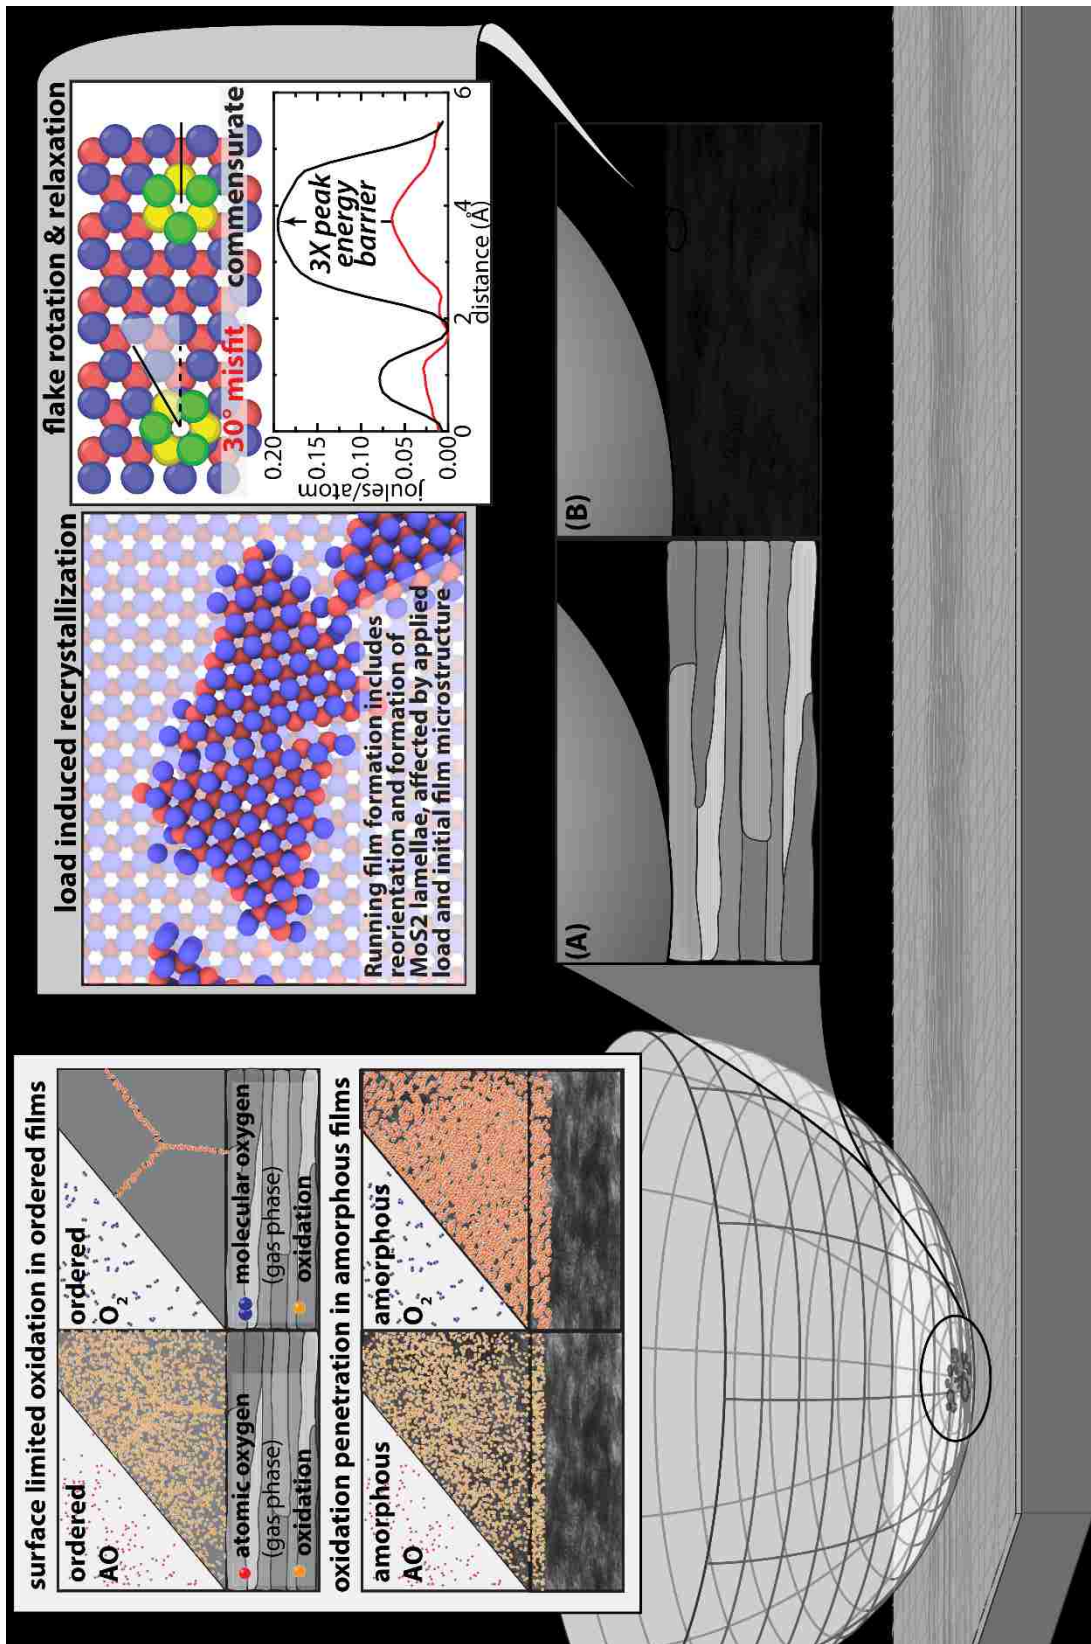 surface limited oxidation in ordered films
ordered
AO
ordered
O2
atomic oxygen
(gas phase)
oxidation
molecular oxygen
(gas phase)
oxidation
oxidation penetration in amorphous films
amorphous
AO
amorphous
O2
load induced recrystallization
Running film formation includes
reorientation and formation of
MoS2 lamellae, affected by applied
load and initial film microstructure
flake rotation & relaxation
30° misfit
commensurate
0.20
0.15
0.10
0.05
0.00
joules/atom
3X peak
energy
barrier
0
2
4
6
distance (Å)
(A)
(B)